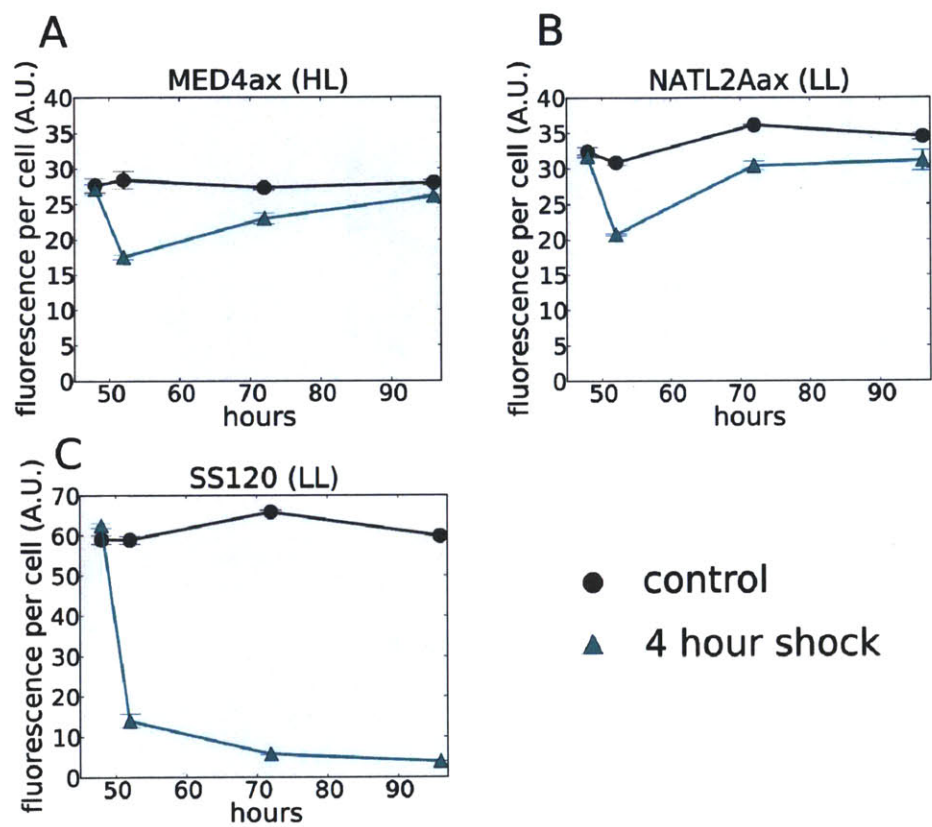 A
MED4ax (HL)
fluorescence per cell (A.U.)
40
35
30
25
20
15
10
5
0
50 60 70 80 90
hours
B
NATL2Aax (LL)
fluorescence per cell (A.U.)
40
35
30
25
20
15
10
5
0
50 60 70 80 90
hours
C
SS120 (LL)
fluorescence per cell (A.U.)
70
60
50
40
30
20
10
0
50 60 70 80 90
hours
control
4 hour shock